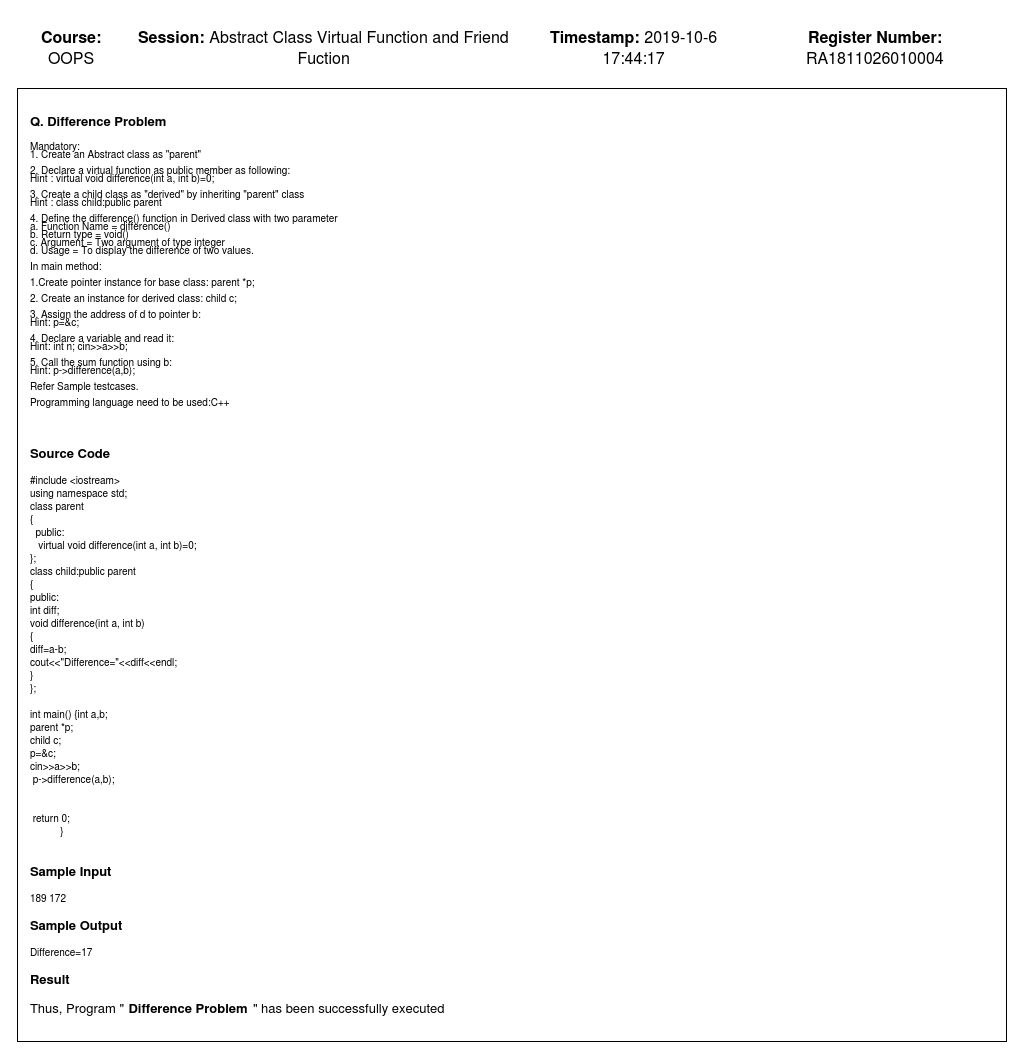 Course:
OOPS
Session: Abstract Class Virtual Function and Friend
Fuction
Timestamp: 2019-10-6
17:44:17
Register Number:
RA1811026010004
Q. Difference Problem
Mandatory:
1. Create an Abstract class as "parent"
2. Declare a virtual function as public member as following:
Hint : virtual void difference(int a, int b)=0;
3. Create a child class as "derived" by inheriting "parent" class
Hint : class child:public parent
4. Define the difference() function in Derived class with two parameter
a. Function Name = difference()
b. Return type = void()
c. Argument = Two argument of type integer
d. Usage = To display the difference of two values.
In main method:
1.Create pointer instance for base class: parent *p;
2. Create an instance for derived class: child c;
3. Assign the address of d to pointer b:
Hint: p=&c;
4. Declare a variable and read it:
Hint: int n; cin>>a>>b;
5. Call the sum function using b:
Hint: p->difference(a,b);
Refer Sample testcases.
Programming language need to be used:C++
Source Code
#include <iostream>
using namespace std;
class parent
{
public:
virtual void difference(int a, int b)=0;
};
class child:public parent
{
public:
int diff;
void difference(int a, int b)
{
diff=a-b;
cout<<"Difference="<<diff<<endl;
}
};
int main() {int a,b;
parent *p;
child c;
p=&c;
cin>>a>>b;
p->difference(a,b);
return 0;
}
Sample Input
189 172
Sample Output
Difference=17
Result
Thus, Program " Difference Problem " has been successfully executed